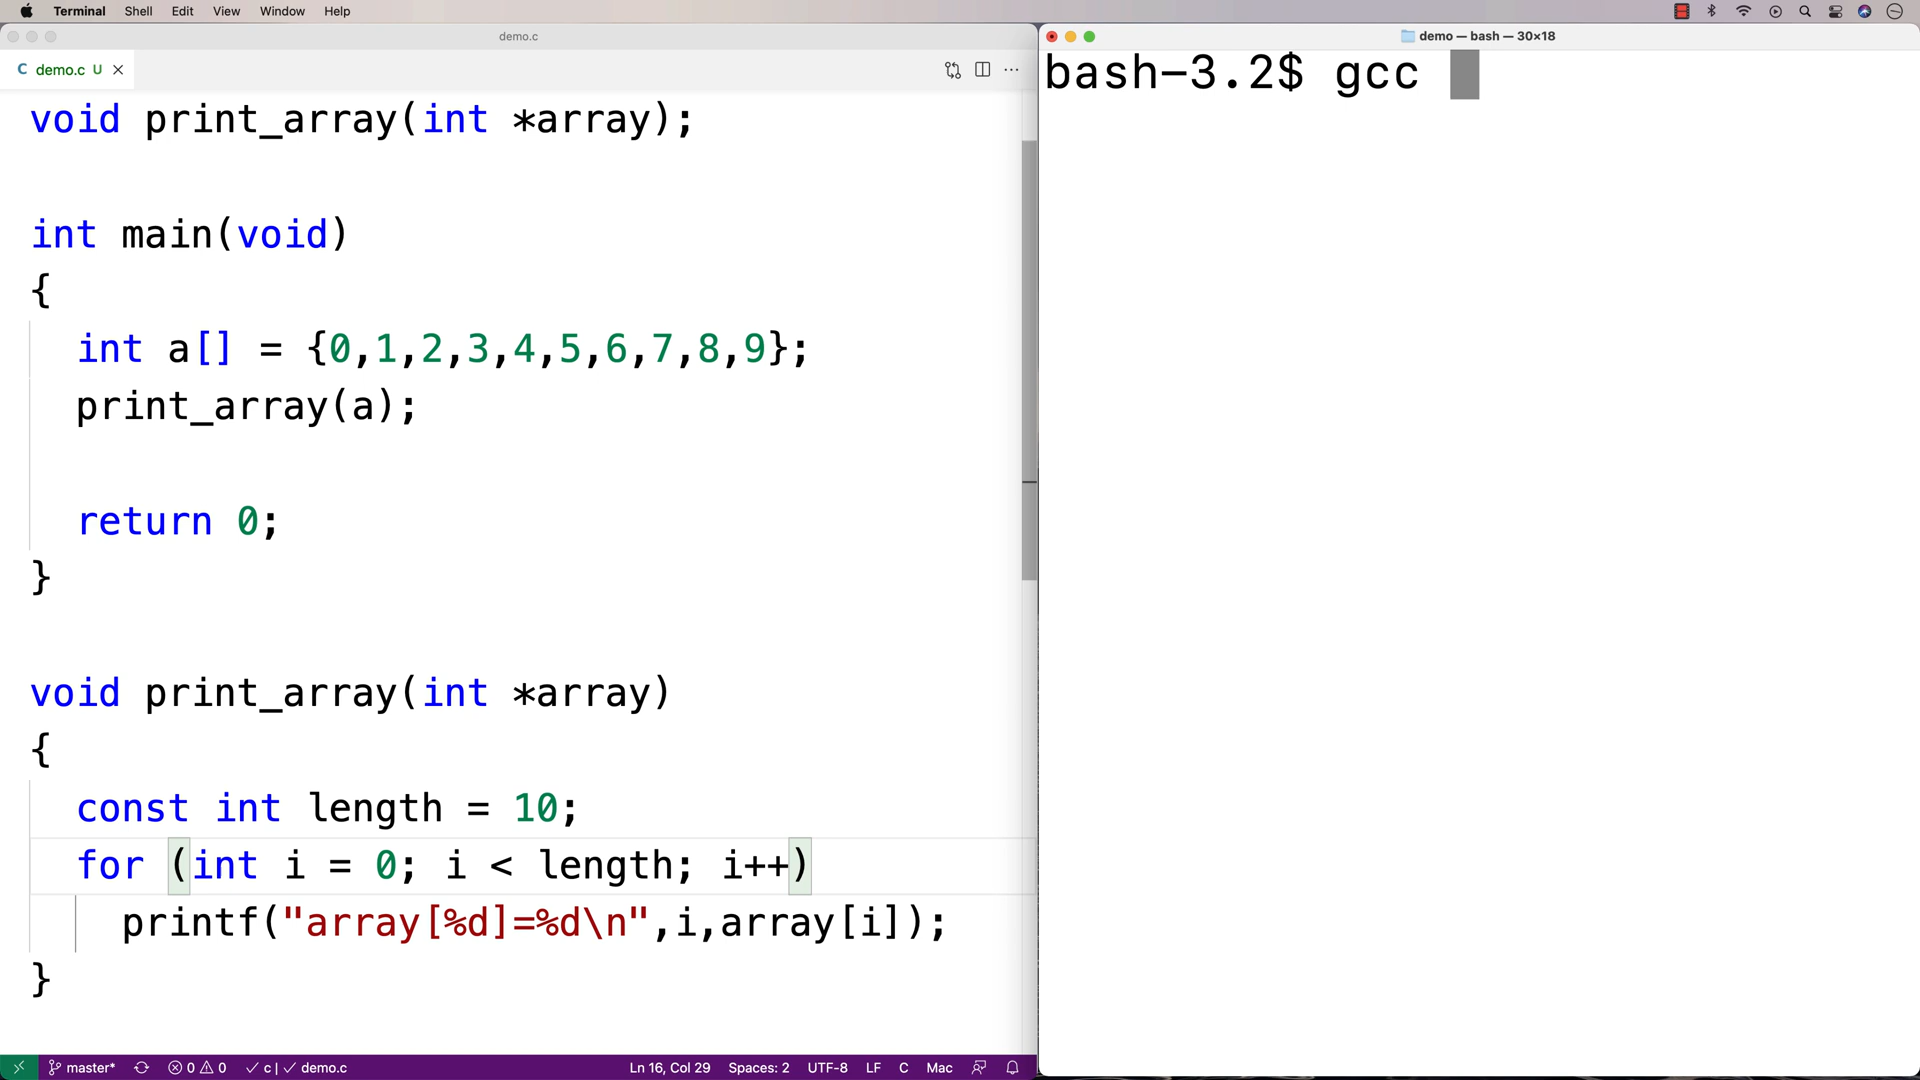 Terminal Shell Edit View Window Help
demo.c
demo — bash — 30×18
C demo.c U
bash-3.2$ gcc
void print_array(int *array);
int main(void)
{
int a[] = {0,1,2,3,4,5,6,7,8,9};
print_array(a);
return 0;
}
void print_array(int *array)
{
const int length = 10;
for (int i = 0; i < length; i++)
printf("array[%d]=%d\n",i,array[i]);
}
master* 0 0 c | demo.c Ln 16, Col 29 Spaces: 2 UTF-8 LF C Mac